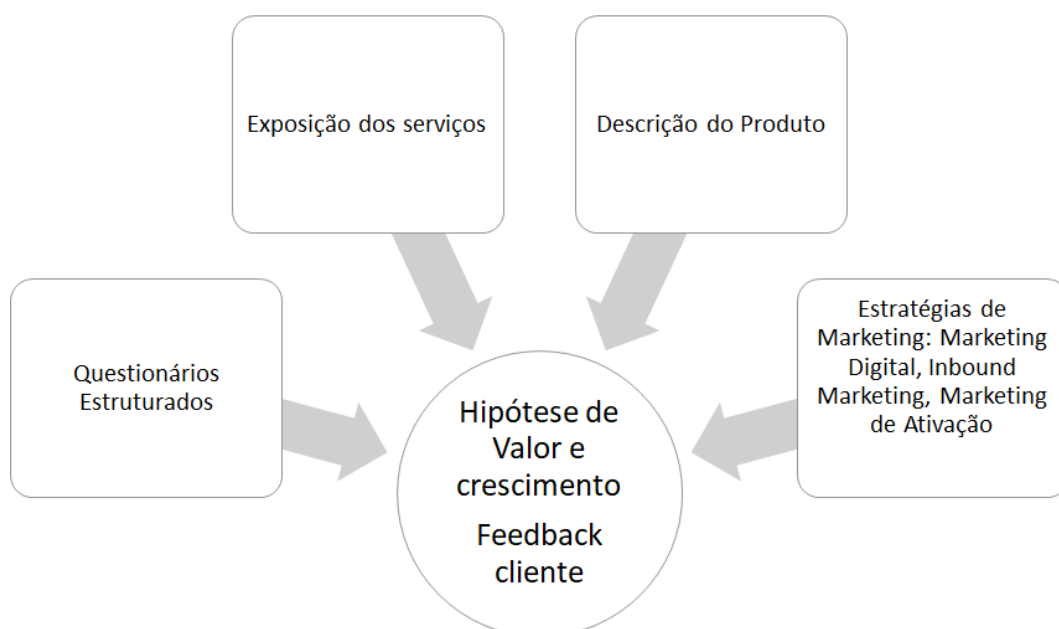 Exposição dos serviços
Descrição do Produto
Questionários
Estruturados
Estratégias de
Marketing: Marketing
Digital, Inbound
Marketing, Marketing
de Ativação
Hipótese de
Valor e
crescimento
Feedback
cliente